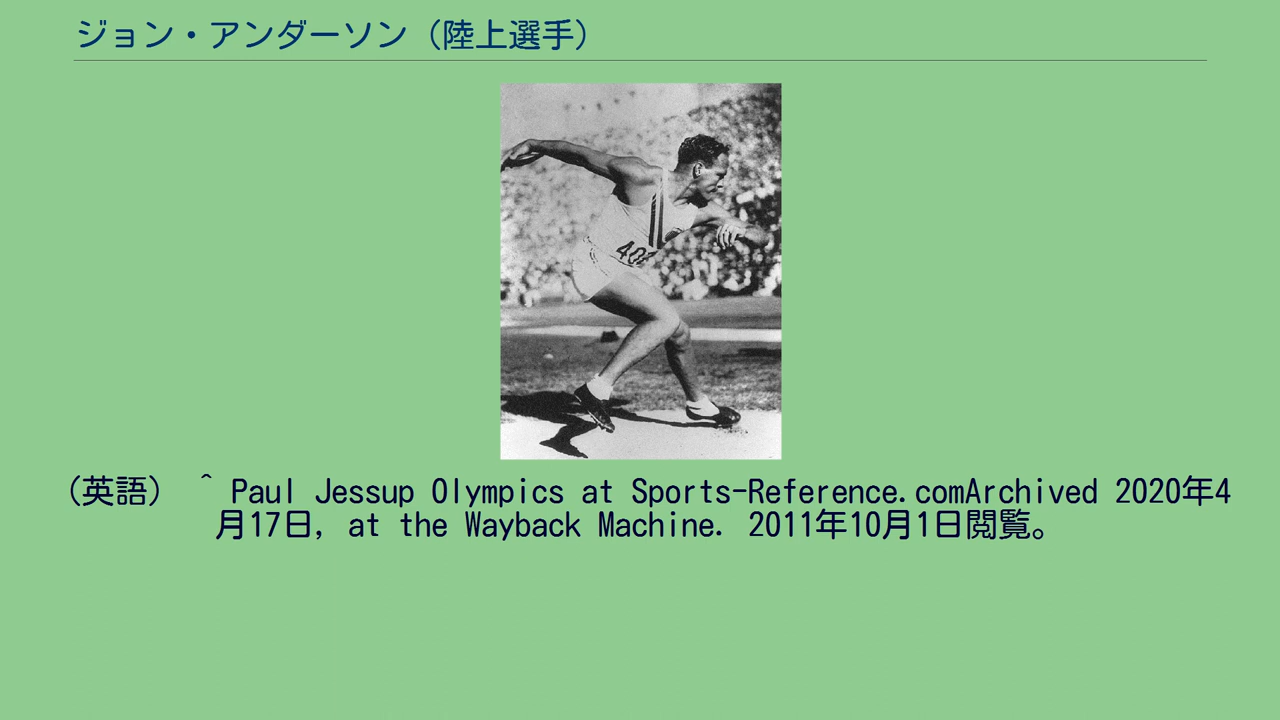 ジョン・アンダーソン（陸上選手）
（英語） ^ Paul Jessup Olympics at Sports-Reference.comArchived 2020年4
月17日, at the Wayback Machine. 2011年10月1日閲覧。